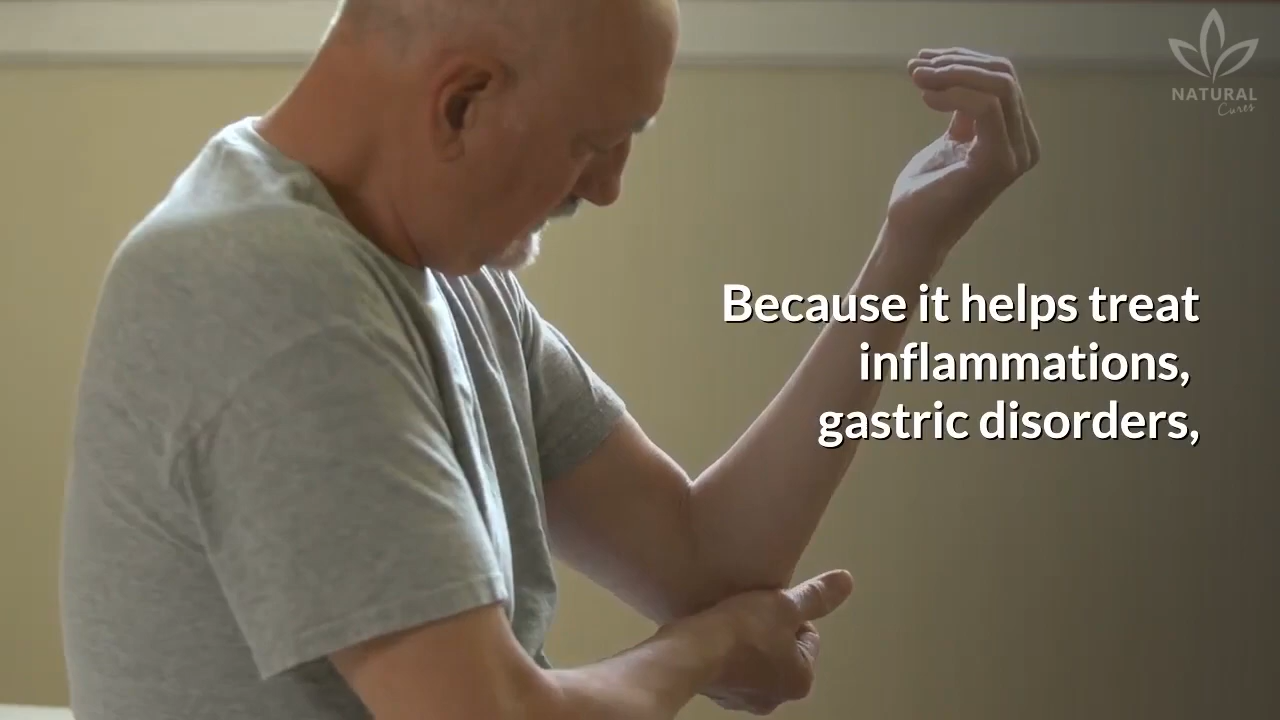 NATURAL
Cures
Because it helps treat
inflammations,
gastric disorders,